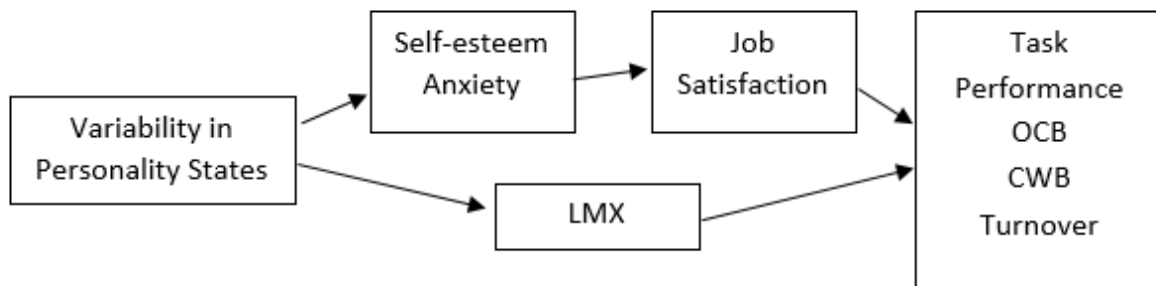 Variability in
Personality States
Self-esteem
Anxiety
Job
Satisfaction
LMX
Task
Performance
OCB
CWB
Turnover